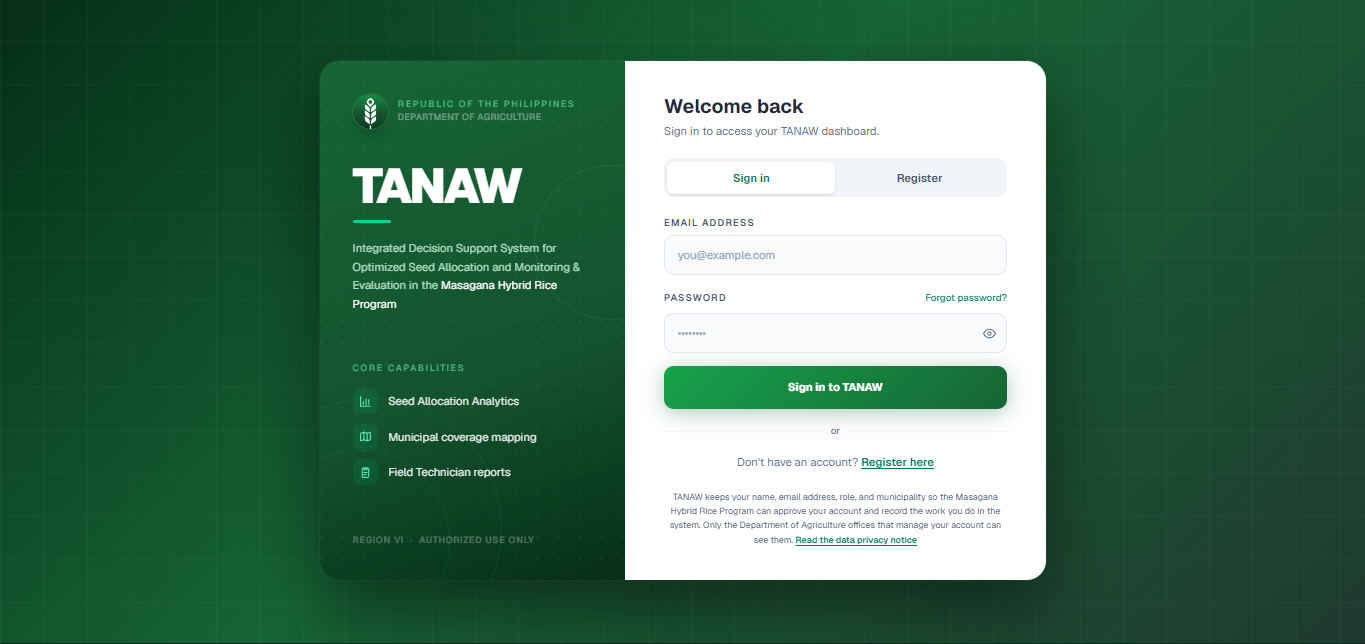 REPUBLIC OF THE PHILIPPINES
DEPARTMENT OF AGRICULTURE
TANAW
Integrated Decision Support System for
Optimized Seed Allocation and Monitoring &
Evaluation in the Masagana Hybrid Rice
Program
CORE CAPABILITIES
Seed Allocation Analytics
Municipal coverage mapping
Field Technician reports
REGION VI · AUTHORIZED USE ONLY
Welcome back
Sign in to access your TANAW dashboard.
Sign in
Register
EMAIL ADDRESS
you@example.com
PASSWORD
Forgot password?
••••••••
Sign in to TANAW
or
Don't have an account? Register here
TANAW keeps your name, email address, role, and municipality so the Masagana
Hybrid Rice Program can approve your account and record the work you do in the
system. Only the Department of Agriculture offices that manage your account can
see them. Read the data privacy notice